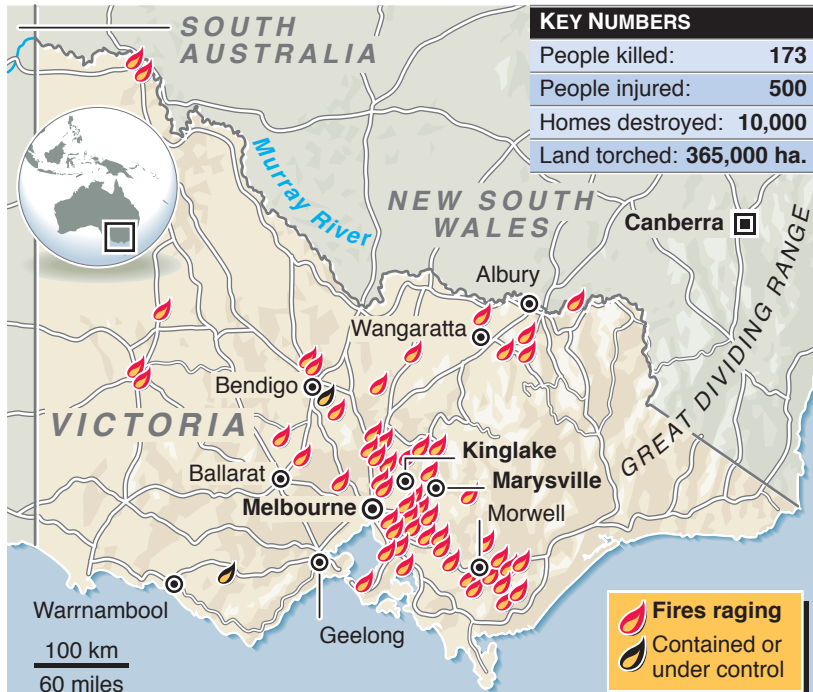 SOUTH
AUSTRALIA
KEY NUMBERS
People killed: 173
People injured: 500
Homes destroyed: 10,000
Land torched: 365,000 ha.
Murray River
NEW SOUTH
WALES
Canberra
GREAT DIVIDING RANGE
Albury
Wangaratta
Bendigo
VICTORIA
Kinglake
Ballarat
Marysville
Melbourne
Morwell
Warrnambool
Geelong
100 km
60 miles
Fires raging
Contained or
under control